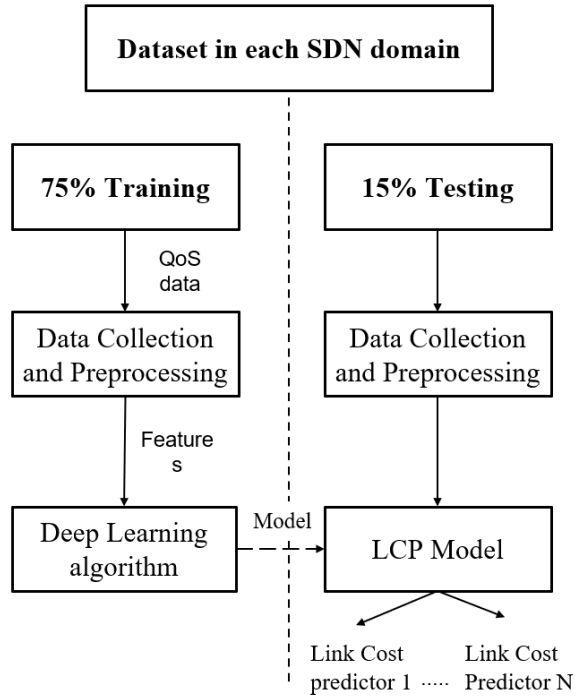 Dataset in each SDN domain
75% Training
15% Testing
QoS
data
Data Collection
and Preprocessing
Data Collection
and Preprocessing
Feature
s
Deep Learning
algorithm
Model
LCP Model
Link Cost
predictor 1
.....
Link Cost
Predictor N